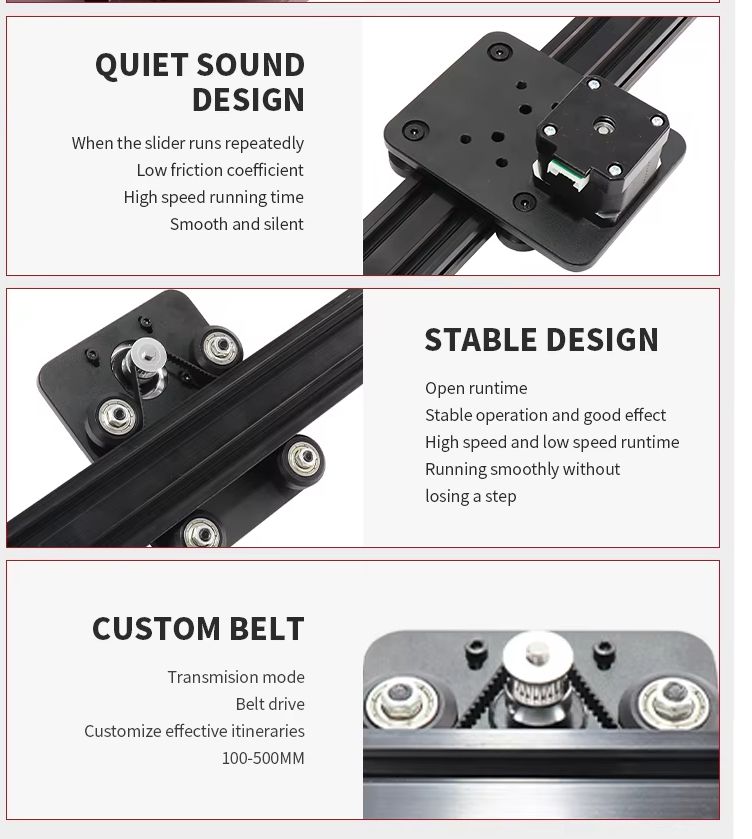 QUIET SOUND
DESIGN
When the slider runs repeatedly
Low friction coefficient
High speed running time
Smooth and silent
STABLE DESIGN
Open runtime
Stable operation and good effect
High speed and low speed runtime
Running smoothly without
losing a step
CUSTOM BELT
Transmision mode
Belt drive
Customize effective itineraries
100-500MM